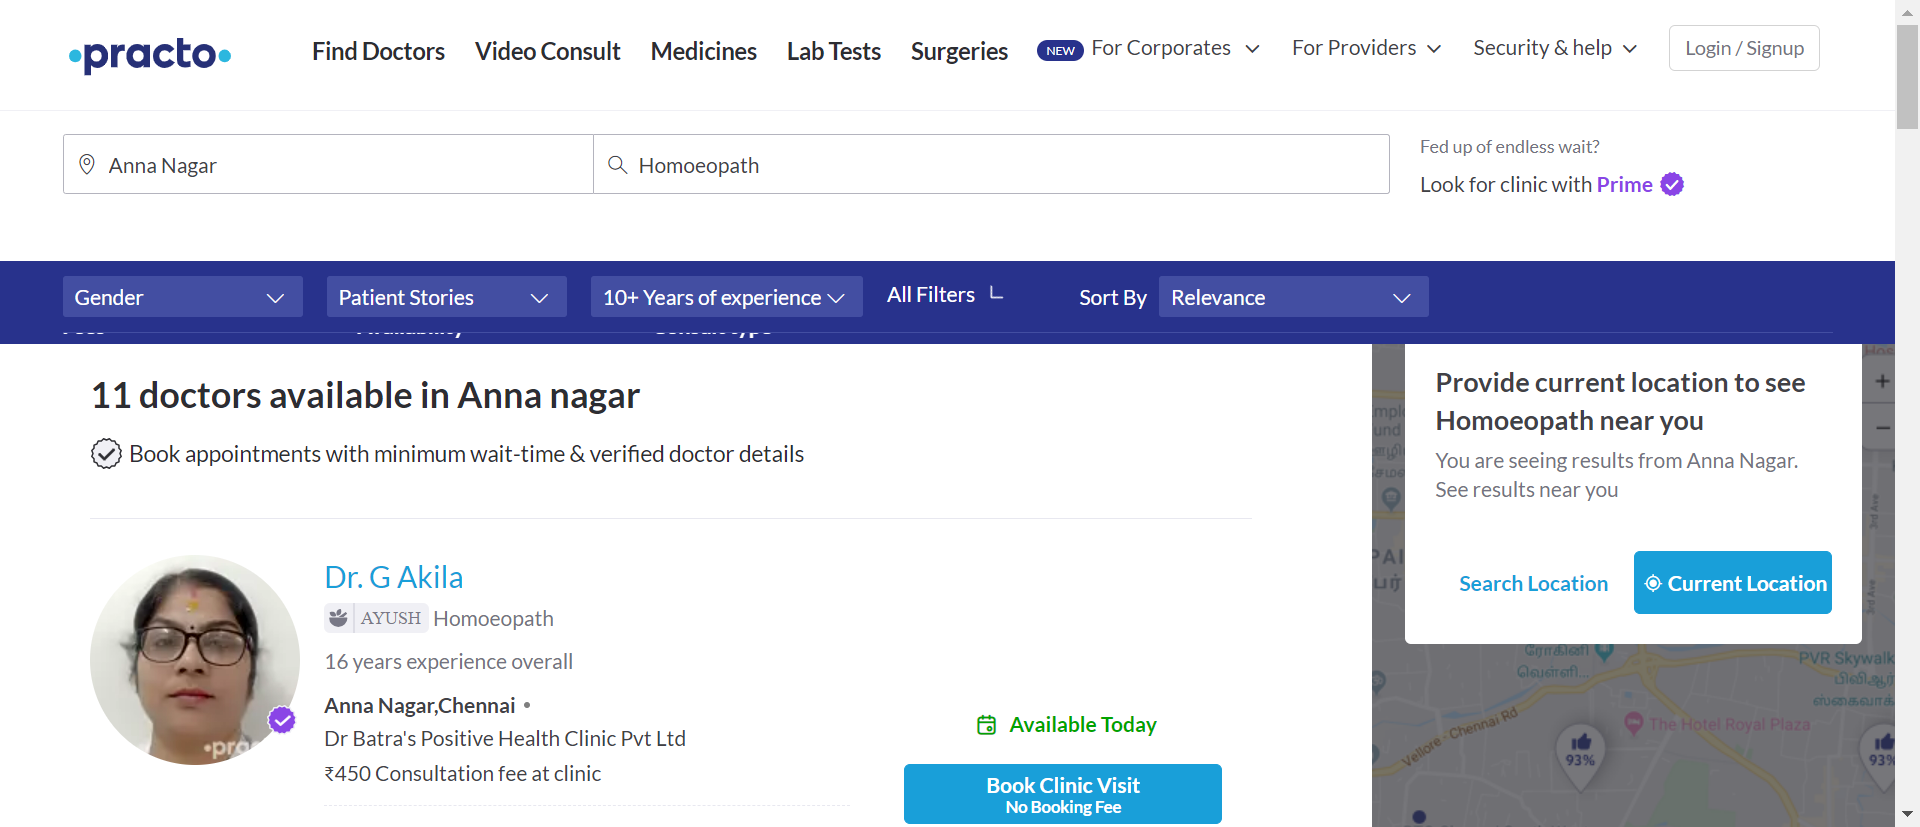 practo
Find Doctors
Video Consult
Medicines
Lab Tests
Surgeries
NEW
For Corporates
For Providers
Security & help
Login / Signup
Anna Nagar
Homoeopath
Fed up of endless wait?
Look for clinic with Prime
Gender
Patient Stories
10+ Years of experience
All Filters
Sort By
Relevance
11 doctors available in Anna nagar
Book appointments with minimum wait-time & verified doctor details
Dr. G Akila
AYUSH Homoeopath
16 years experience overall
Anna Nagar,Chennai
Dr Batra's Positive Health Clinic Pvt Ltd
₹450 Consultation fee at clinic
Available Today
Book Clinic Visit
No Booking Fee
Provide current location to see
Homoeopath near you
You are seeing results from Anna Nagar.
See results near you
Search Location
Current Location
3rd Ave
3rd Ave
ரோகினி
வெள்ளி...
PVR Skywalk
பிவிஆர்
ஸ்கைவாக்
Vellore - Chennai Rd
The Hotel Royal Plaza
93%
93%